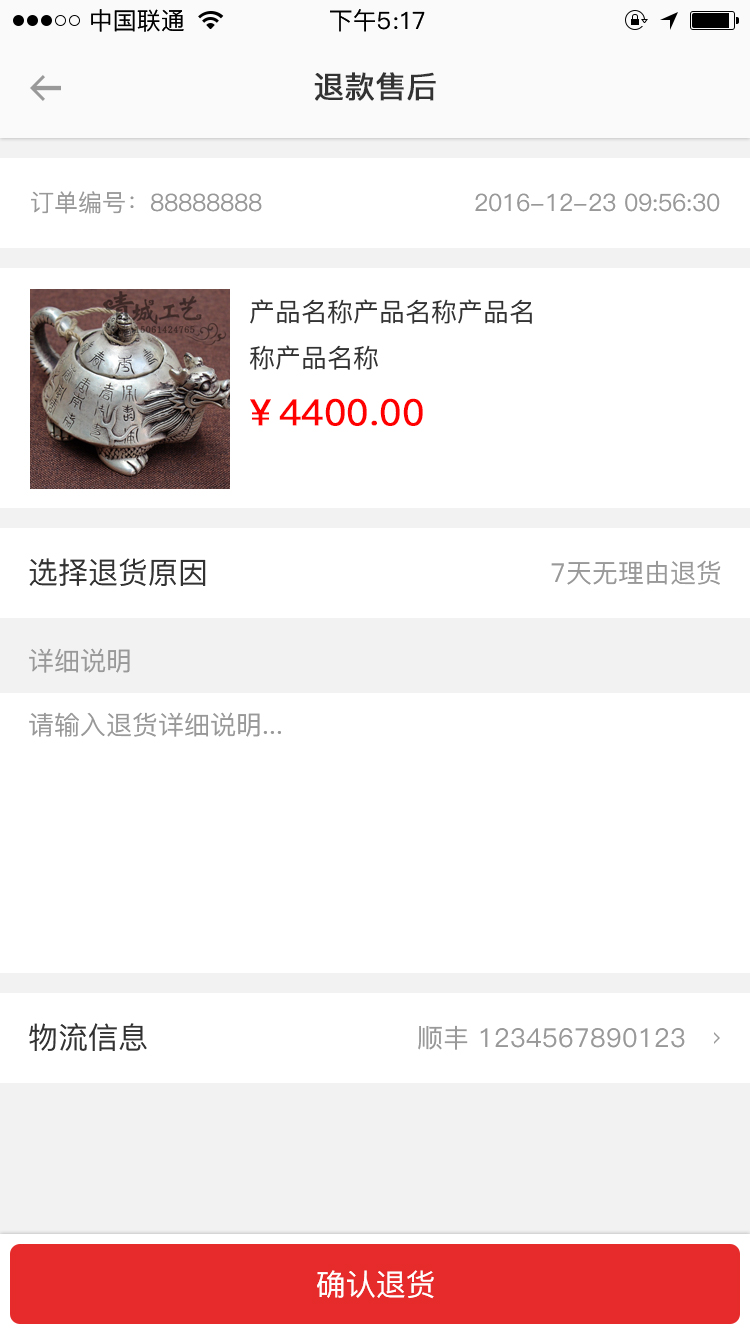 中国联通 下午5:17
退款售后
订单编号：88888888 2016-12-23 09:56:30
晴城工艺
产品名称产品名称产品名
称产品名称
￥4400.00
选择退货原因 7天无理由退货
详细说明
请输入退货详细说明...
物流信息 顺丰 1234567890123
确认退货